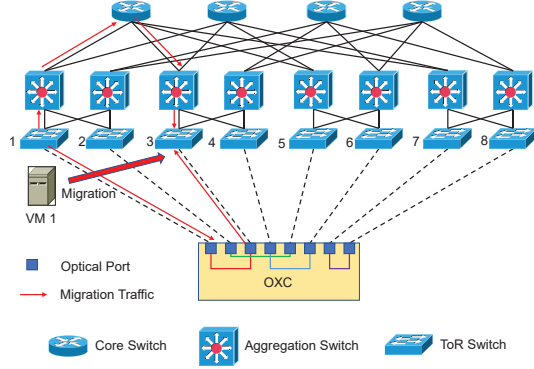 1 2 3 4 5 6 7 8
Migration
VM 1
Optical Port
OXC
Migration Traffic
Core Switch
Aggregation Switch
ToR Switch